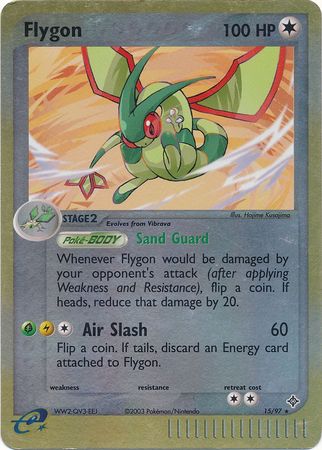 Flygon 100 HP
Illus. Hajime Kusajima
STAGE2 Evolves from Vibrava
Poké-BODY Sand Guard
Whenever Flygon would be damaged by
your opponent's attack (after applying
Weakness and Resistance), flip a coin. If
heads, reduce that damage by 20.
Air Slash 60
Flip a coin. If tails, discard an Energy card
attached to Flygon.
weakness resistance retreat cost
e WW2-QV3-EEJ ©2003 Pokémon/Nintendo 15/97 ★